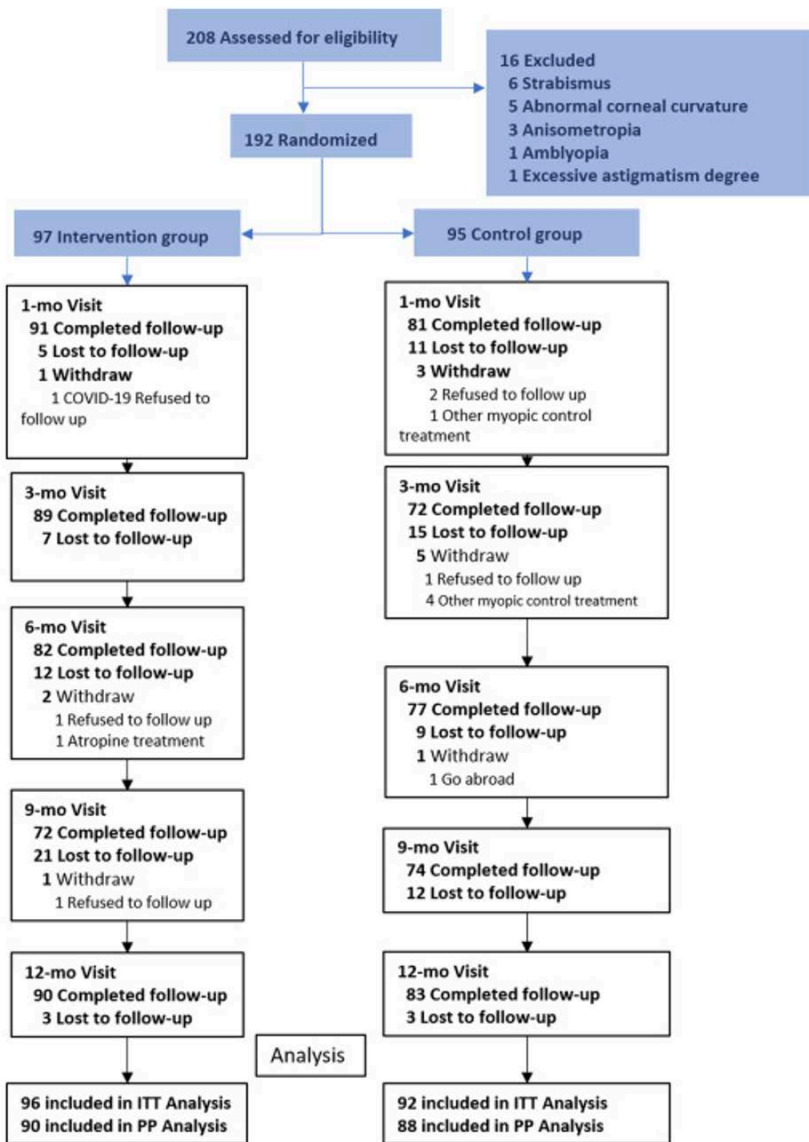 208 Assessed for eligibility
16 Excluded
6 Strabismus
5 Abnormal corneal curvature
3 Anisometropia
1 Amblyopia
1 Excessive astigmatism degree
192 Randomized
97 Intervention group
95 Control group
1-mo Visit
91 Completed follow-up
5 Lost to follow-up
1 Withdraw
1 COVID-19 Refused to
follow up
1-mo Visit
81 Completed follow-up
11 Lost to follow-up
3 Withdraw
2 Refused to follow up
1 Other myopic control
treatment
3-mo Visit
89 Completed follow-up
7 Lost to follow-up
3-mo Visit
72 Completed follow-up
15 Lost to follow-up
5 Withdraw
1 Refused to follow up
4 Other myopic control treatment
6-mo Visit
82 Completed follow-up
12 Lost to follow-up
2 Withdraw
1 Refused to follow up
1 Atropine treatment
6-mo Visit
77 Completed follow-up
9 Lost to follow-up
1 Withdraw
1 Go abroad
9-mo Visit
72 Completed follow-up
21 Lost to follow-up
1 Withdraw
1 Refused to follow up
9-mo Visit
74 Completed follow-up
12 Lost to follow-up
12-mo Visit
90 Completed follow-up
3 Lost to follow-up
12-mo Visit
83 Completed follow-up
3 Lost to follow-up
Analysis
96 included in ITT Analysis
90 included in PP Analysis
92 included in ITT Analysis
88 included in PP Analysis